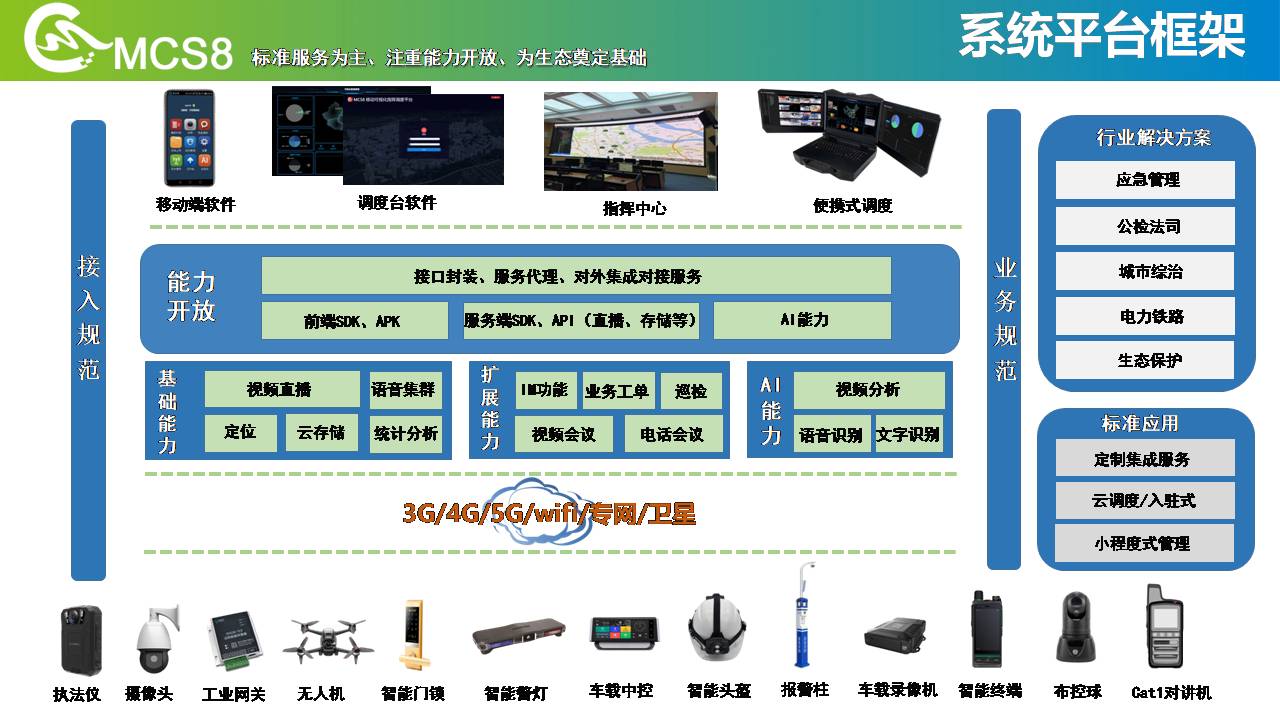 MCS8
标准服务为主、注重能力开放、为生态奠定基础
系统平台框架
MCS8 移动可视化指挥调度平台
移动端软件
调度台软件
指挥中心
便携式调度
接入规范
业务规范
能力开放
接口封装、服务代理、对外集成对接服务
前端SDK、APK
服务端SDK、API（直播、存储等）
AI能力
基础能力
视频直播
语音集群
定位
云存储
统计分析
扩展能力
IM功能
业务工单
巡检
视频会议
电话会议
AI能力
视频分析
语音识别
文字识别
3G/4G/5G/wifi/专网/卫星
行业解决方案
应急管理
公检法司
城市综治
电力铁路
生态保护
标准应用
定制集成服务
云调度/入驻式
小程度式管理
执法仪
摄像头
工业网关
无人机
智能门锁
智能警灯
车载中控
智能头盔
报警柱
车载录像机
智能终端
布控球
Cat1对讲机